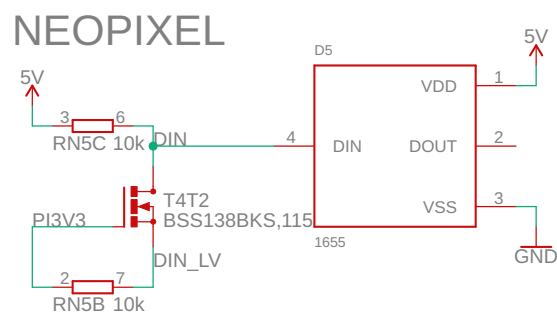 NEOPIXEL
D5
5V
5V
VDD 1
3 6
RN5C 10k
DIN
4 DIN
DOUT 2
T4T2
BSS138BKS,115
PI3V3
VSS 3
DIN_LV
1655
GND
2 7
RN5B 10k